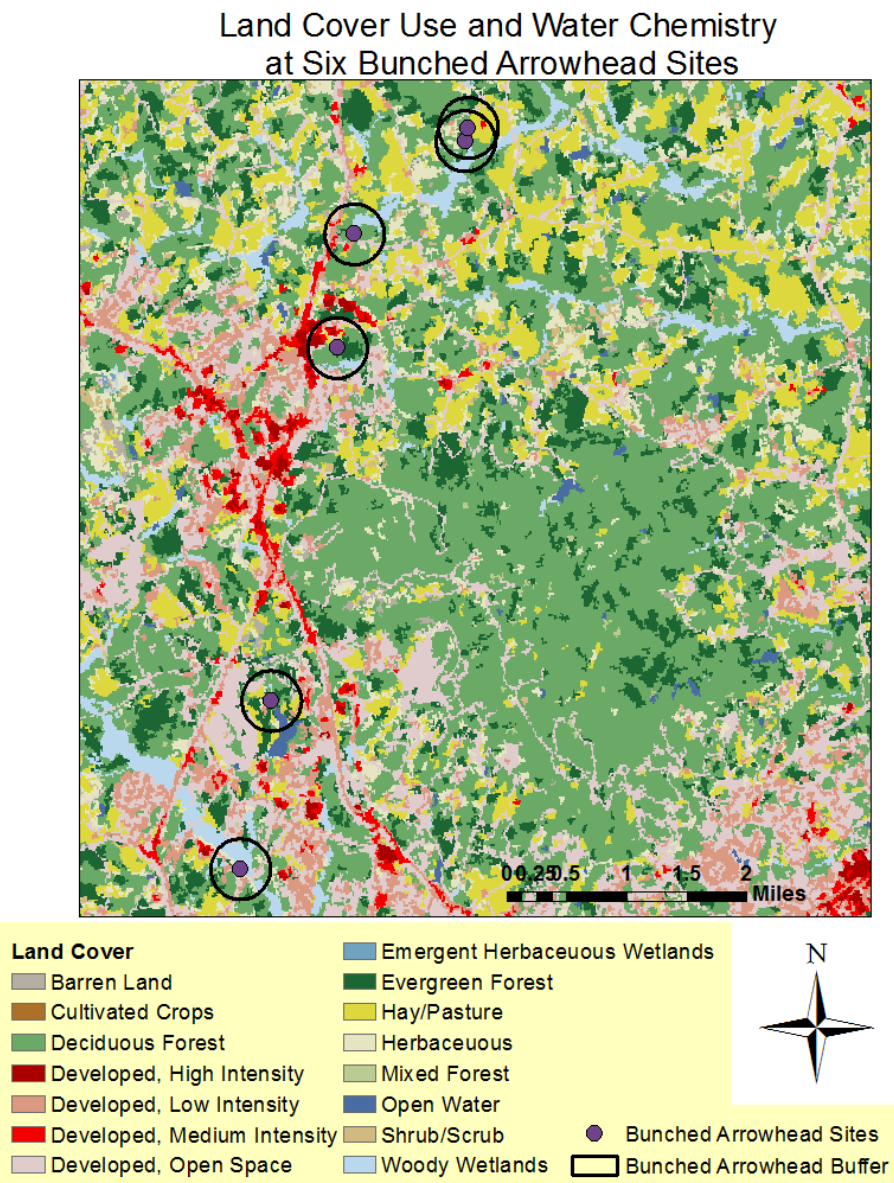 Land Cover Use and Water Chemistry
at Six Bunched Arrowhead Sites
0 0.25 0.5 1 1.5 2
Miles
Land Cover
Barren Land
Cultivated Crops
Deciduous Forest
Developed, High Intensity
Developed, Low Intensity
Developed, Medium Intensity
Developed, Open Space
Emergent Herbaceuous Wetlands
Evergreen Forest
Hay/Pasture
Herbaceuous
Mixed Forest
Open Water
Shrub/Scrub
Woody Wetlands
N
Bunched Arrowhead Sites
Bunched Arrowhead Buffer